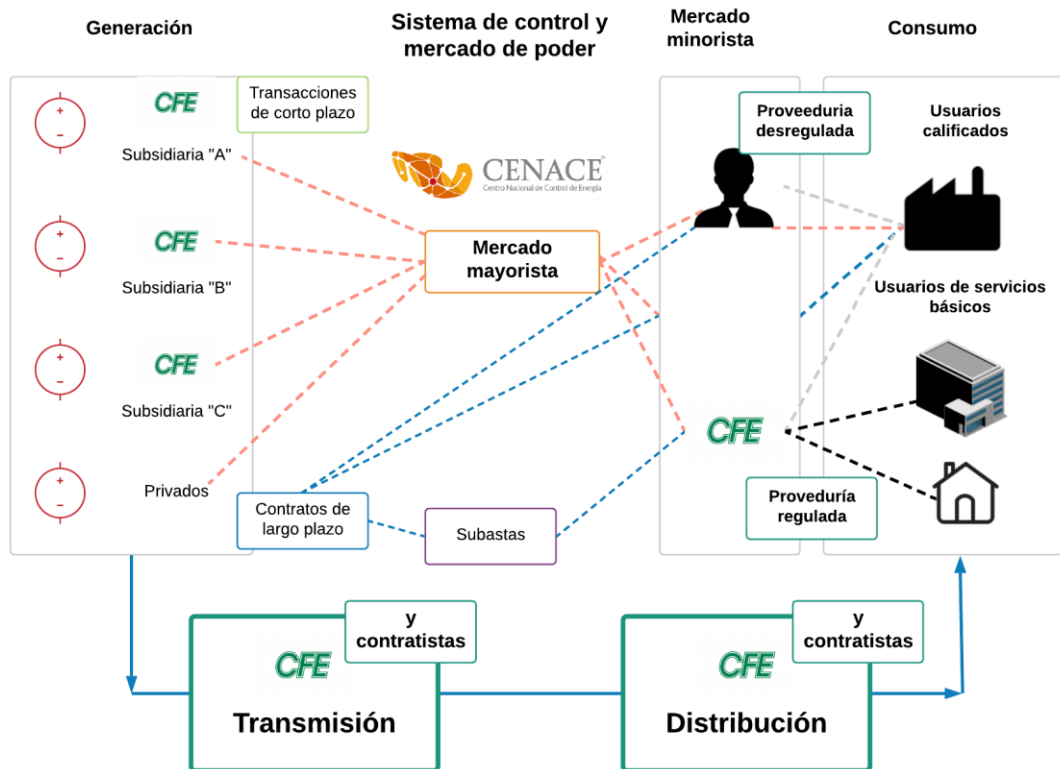 Generación
Sistema de control y
mercado de poder
Mercado
minorista
Consumo
CFE
Subsidiaria "A"
Transacciones
de corto plazo
CENACE
Centro Nacional de Control de Energía
Proveeduria
desregulada
Usuarios
calificados
CFE
Subsidiaria "B"
Mercado
mayorista
Usuarios de servicios
básicos
CFE
Subsidiaria "C"
CFE
Privados
Contratos de
largo plazo
Subastas
Proveduría
regulada
y
contratistas
CFE
Transmisión
y
contratistas
CFE
Distribución